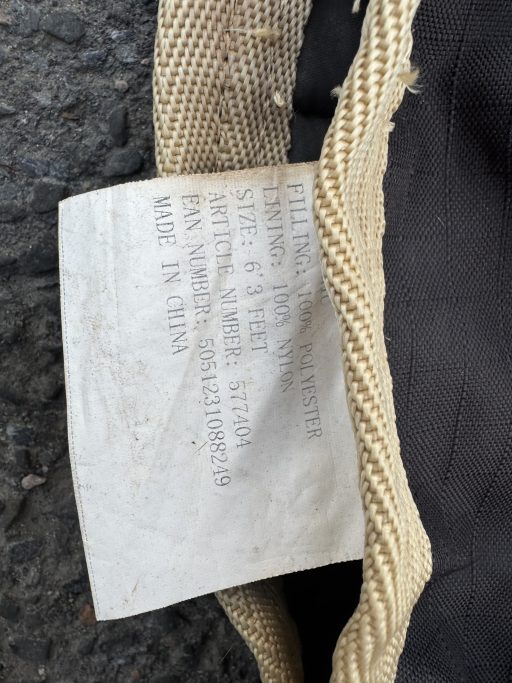 FILLING: 100% POLYESTER
LINING: 100% NYLON
SIZE: 6'3 FEET
ARTICLE NUMBER: 577404
EAN NUMBER: 5051231088249
MADE IN CHINA